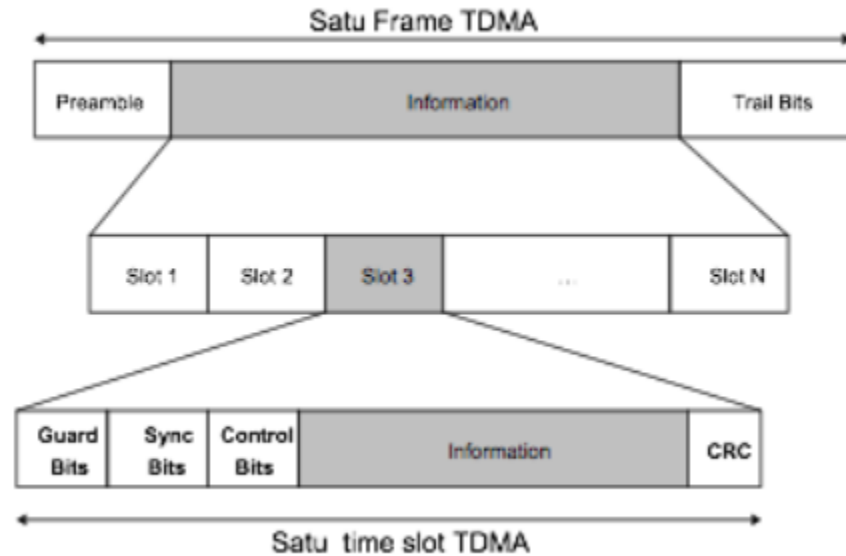 Satu Frame TDMA
Preamble Information Trail Bits
Slot 1 Slot 2 Slot 3 ... Slot N
Guard Sync Control Information CRC
Bits Bits Bits
Satu time slot TDMA